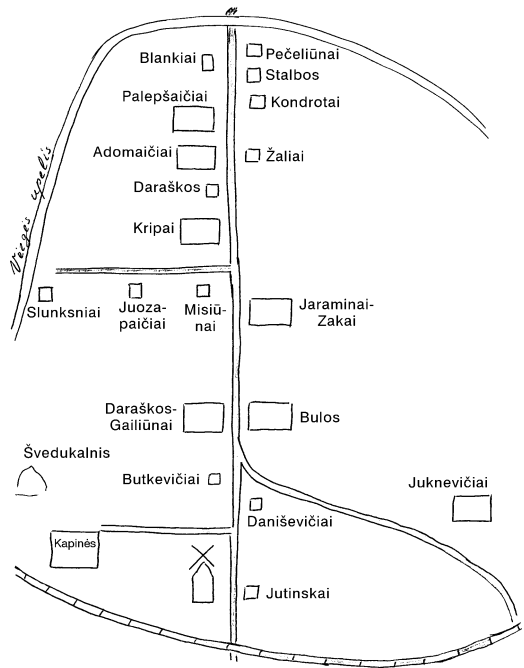 Blankiai
Pečeliūnai
Stalbos
Palepšaičiai
Kondrotai
Adomaičiai
Žaliai
Daraškos
Kripai
Viegės upelis
Slunksniai
Juoza-
paičiai
Misiū-
nai
Jaraminai-
Zakai
Daraškos-
Gailiūnai
Bulos
Švedukalnis
Butkevičiai
Juknevičiai
Daniševičiai
Kapinės
Jutinskai